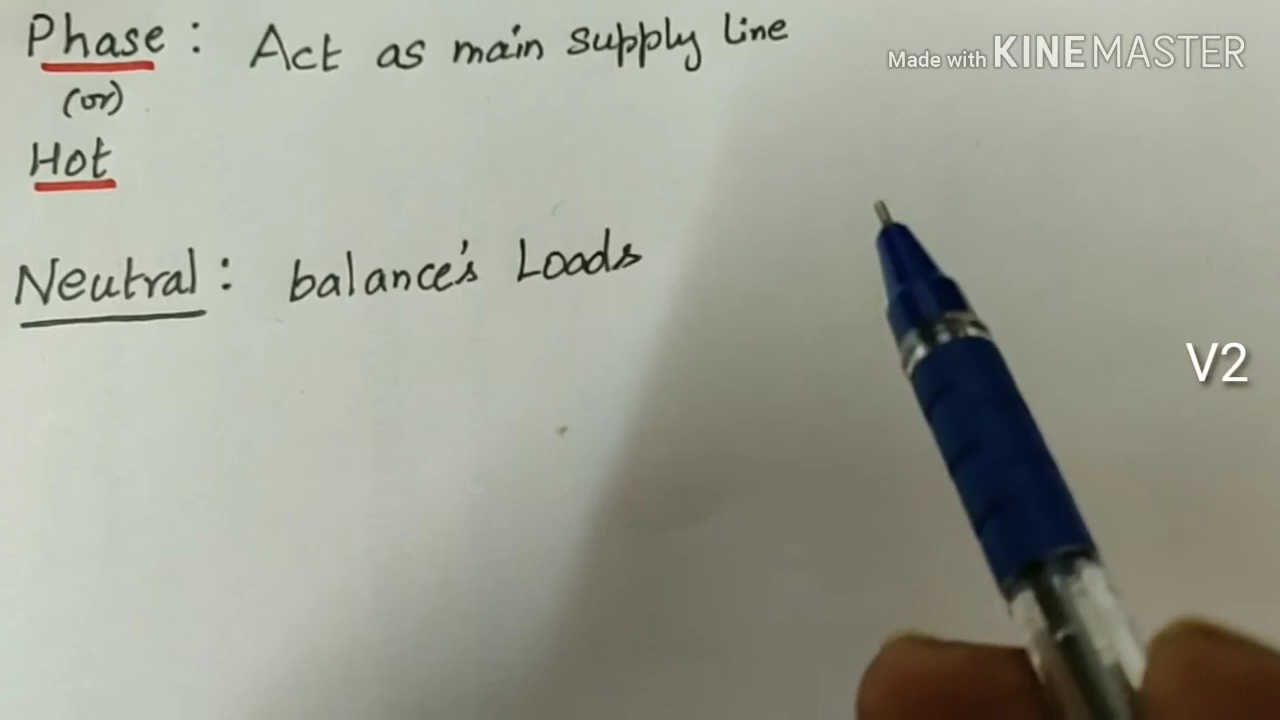 Phase : Act as main supply line
Made with KINEMASTER
(or)
Hot
Neutral : balance's Loads
V2